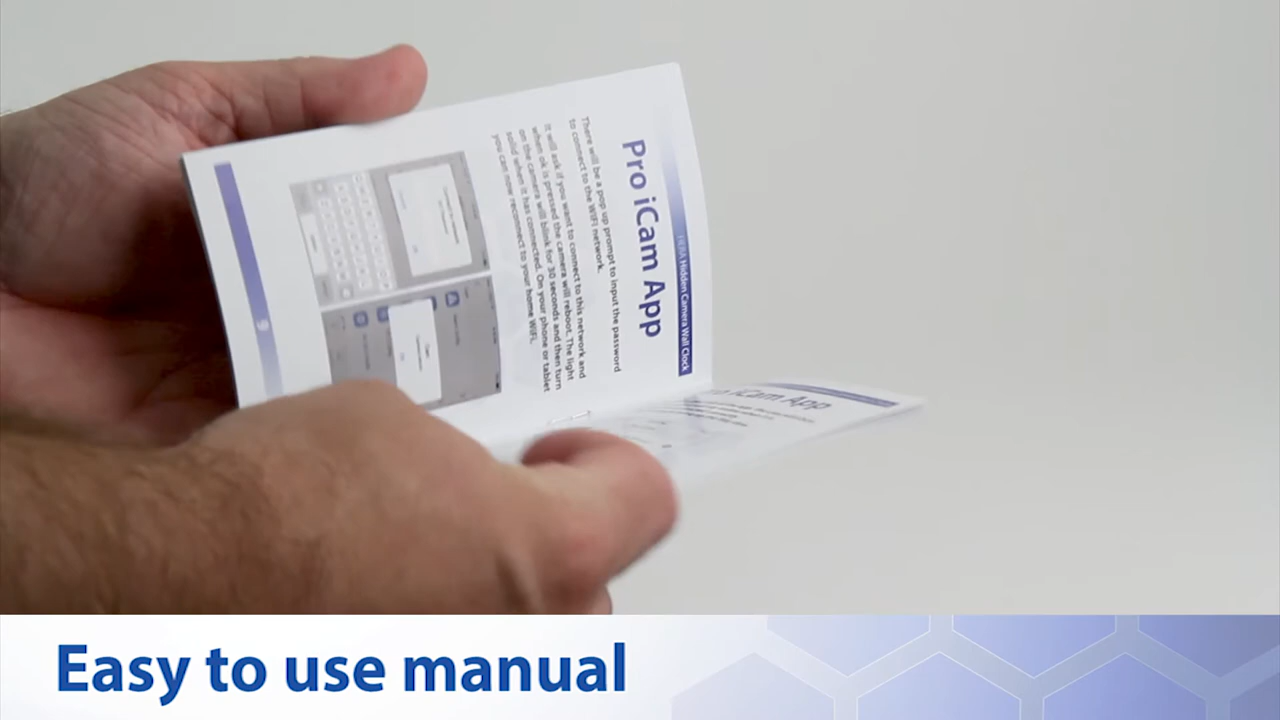 HERA Hidden Camera Wall Clock
Pro iCam App
There will be a pop up prompt to input the password
to connect to the WIFI network.
It will ask if you want to connect to this network and
when ok is pressed the camera will reboot. The light
on the camera will blink for 30 seconds and then turn
solid when it has connected. On your phone or tablet
you can now reconnect to your home WIFI.
9
iCam App
Easy to use manual